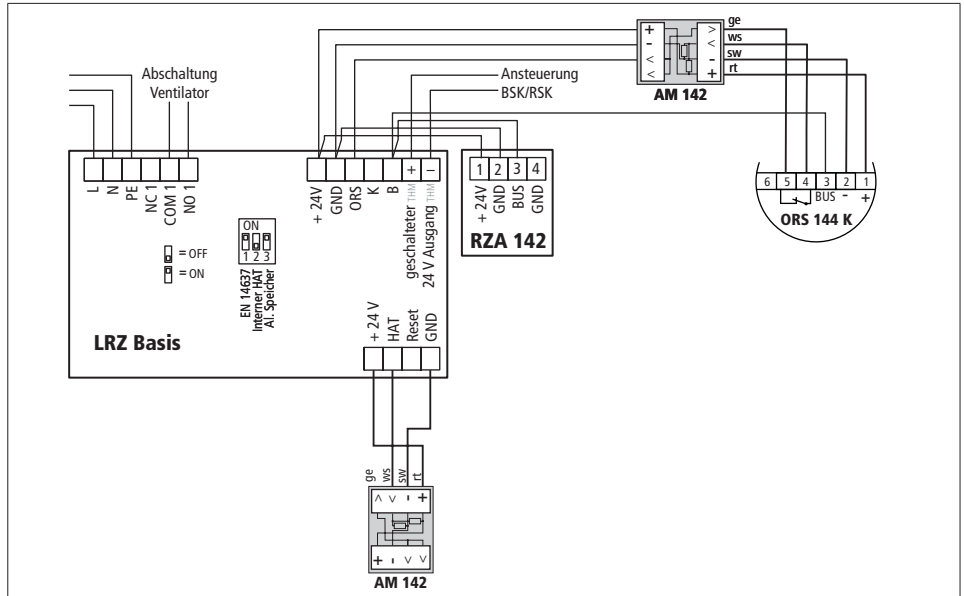 ge
ws
sw
rt
+ - < <
> < - +
AM 142
Abschaltung
Ventilator
Ansteuerung
BSK/RSK
L
N
PE
NC 1
COM 1
NO 1
+ 24V
GND
ORS
K
B
+
–
geschalteter THM
24 V Ausgang THM
1 2 3 4
+ 24V
GND
BUS
GND
RZA 142
6 5 4 3 2 1
BUS - +
ORS 144 K
ON
1 2 3
= OFF
= ON
EN 14637
Interner HAT
Al. Speicher
LRZ Basis
+ 24 V
HAT
Reset
GND
ge
ws
sw
rt
> < - +
+ - < <
AM 142